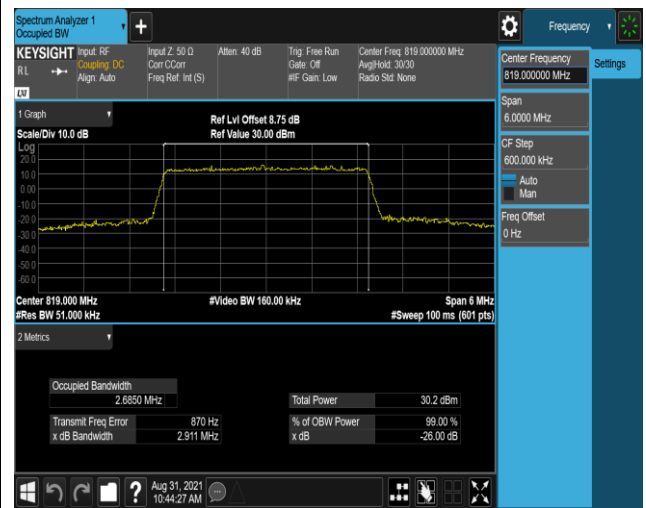 Spectrum Analyzer 1
Occupied BW
Frequency
KEYSIGHT Input: RF Input Z: 50 Ω Atten: 40 dB Trig: Free Run Center Freq: 819.000000 MHz
RL Coupling: DC Corr CCorr Gate: Off Avg|Hold: 30/30
Align: Auto Freq Ref: Int (S) #IF Gain: Low Radio Std: None
LXI
Center Frequency
819.000000 MHz
Settings
Span
6.0000 MHz
CF Step
600.000 kHz
Auto
Man
Freq Offset
0 Hz
1 Graph
Ref Lvl Offset 8.75 dB
Scale/Div 10.0 dB Ref Value 30.00 dBm
Log
20.0
10.0
0.00
-10.0
-20.0
-30.0
-40.0
-50.0
-60.0
Center 819.000 MHz #Video BW 160.00 kHz Span 6 MHz
#Res BW 51.000 kHz #Sweep 100 ms (601 pts)
2 Metrics
Occupied Bandwidth
2.6850 MHz Total Power 30.2 dBm
Transmit Freq Error 870 Hz % of OBW Power 99.00 %
x dB Bandwidth 2.911 MHz x dB -26.00 dB
Aug 31, 2021
10:44:27 AM